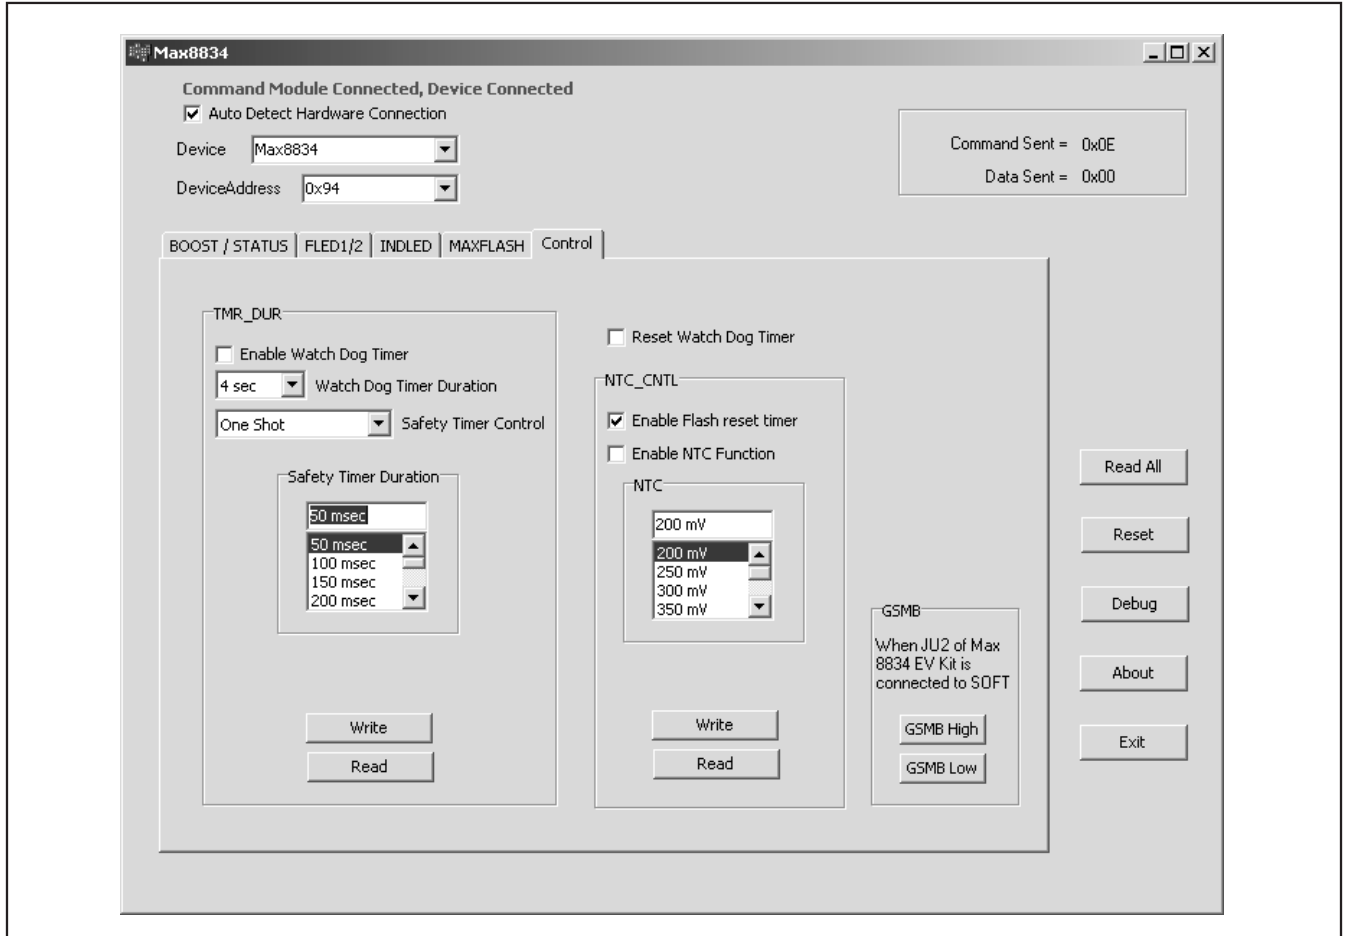 Max8834
Command Module Connected, Device Connected
Auto Detect Hardware Connection
Device Max8834
DeviceAddress 0x94
Command Sent = 0x0E
Data Sent = 0x00
BOOST / STATUS FLED1/2 INDLED MAXFLASH Control
TMR_DUR
Enable Watch Dog Timer
4 sec Watch Dog Timer Duration
One Shot Safety Timer Control
Safety Timer Duration
50 msec
50 msec
100 msec
150 msec
200 msec
Write
Read
Reset Watch Dog Timer
NTC_CNTL
Enable Flash reset timer
Enable NTC Function
NTC
200 mV
200 mV
250 mV
300 mV
350 mV
Write
Read
GSMB
When JU2 of Max
8834 EV Kit is
connected to SOFT
GSMB High
GSMB Low
Read All
Reset
Debug
About
Exit